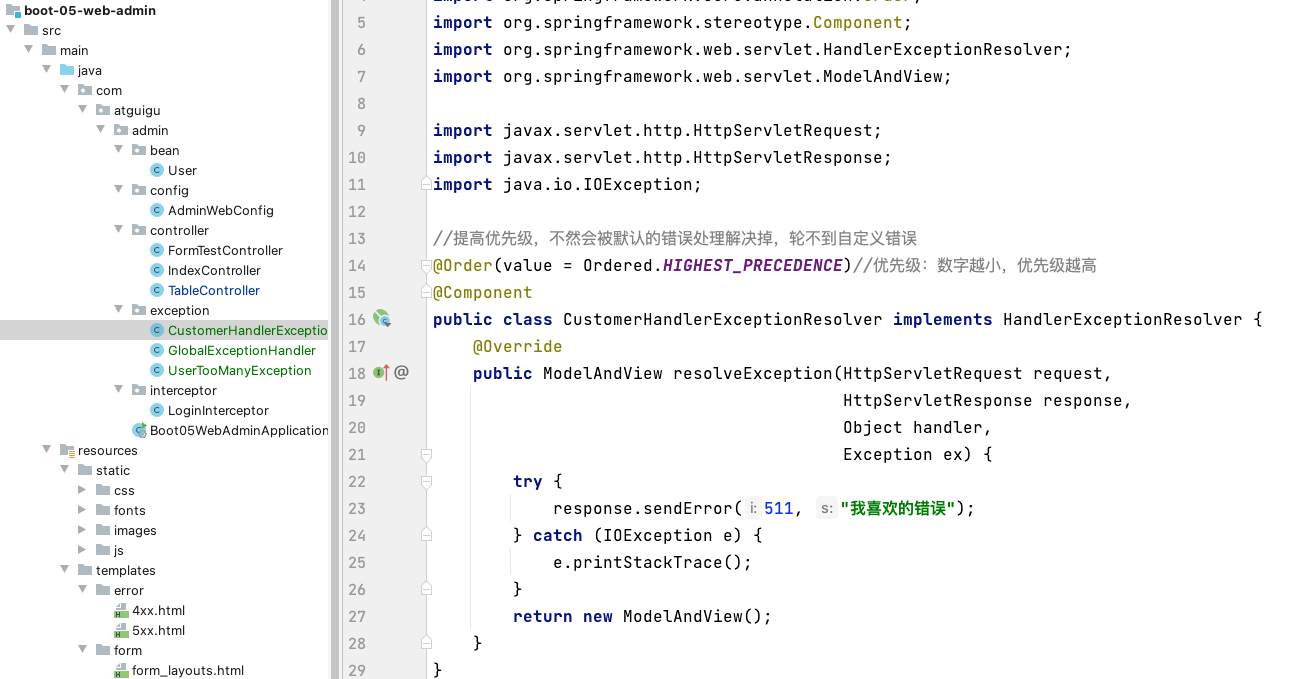 boot-05-web-admin
src
main
java
com
atguigu
admin
bean
User
config
AdminWebConfig
controller
FormTestController
IndexController
TableController
exception
CustomerHandlerExceptio
GlobalExceptionHandler
UserTooManyException
interceptor
LoginInterceptor
Boot05WebAdminApplication
resources
static
css
fonts
images
js
templates
error
4xx.html
5xx.html
form
form_layouts.html
5 import org.springframework.stereotype.Component;
6 import org.springframework.web.servlet.HandlerExceptionResolver;
7 import org.springframework.web.servlet.ModelAndView;
8
9 import javax.servlet.http.HttpServletRequest;
10 import javax.servlet.http.HttpServletResponse;
11 import java.io.IOException;
12
13 //提高优先级，不然会被默认的错误处理解决掉，轮不到自定义错误
14 @Order(value = Ordered.HIGHEST_PRECEDENCE)//优先级：数字越小，优先级越高
15 @Component
16 public class CustomerHandlerExceptionResolver implements HandlerExceptionResolver {
17 @Override
18 @ public ModelAndView resolveException(HttpServletRequest request,
19 HttpServletResponse response,
20 Object handler,
21 Exception ex) {
22 try {
23 response.sendError( i: 511, s: "我喜欢的错误");
24 } catch (IOException e) {
25 e.printStackTrace();
26 }
27 return new ModelAndView();
28 }
29 }